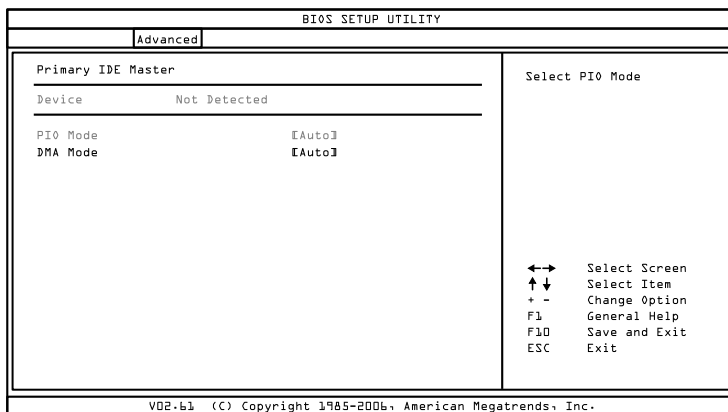 BIOS SETUP UTILITY
Advanced
Primary IDE Master
Device Not Detected
PIO Mode [Auto]
DMA Mode [Auto]
Select PIO Mode
←→ Select Screen
↑↓ Select Item
+ - Change Option
F1 General Help
F10 Save and Exit
ESC Exit
V02.61 (C) Copyright 1985-2006, American Megatrends, Inc.